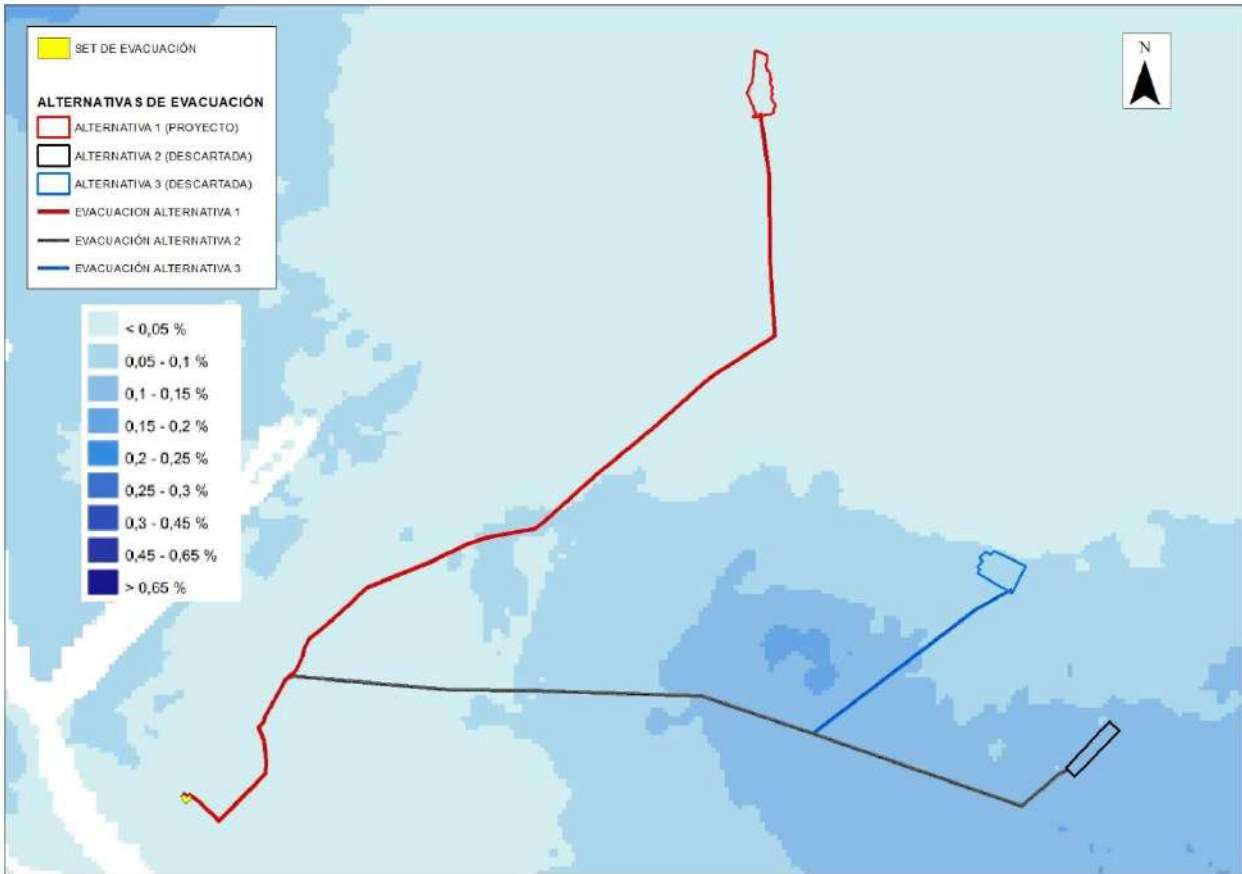 SET DE EVACUACIÓN
ALTERNATIVAS DE EVACUACIÓN
ALTERNATIVA 1 (PROYECTO)
ALTERNATIVA 2 (DESCARTADA)
ALTERNATIVA 3 (DESCARTADA)
EVACUACION ALTERNATIVA 1
EVACUACIÓN ALTERNATIVA 2
EVACUACIÓN ALTERNATIVA 3
N
< 0,05 %
0,05 - 0,1 %
0,1 - 0,15 %
0,15 - 0,2 %
0,2 - 0,25 %
0,25 - 0,3 %
0,3 - 0,45 %
0,45 - 0,65 %
> 0,65 %